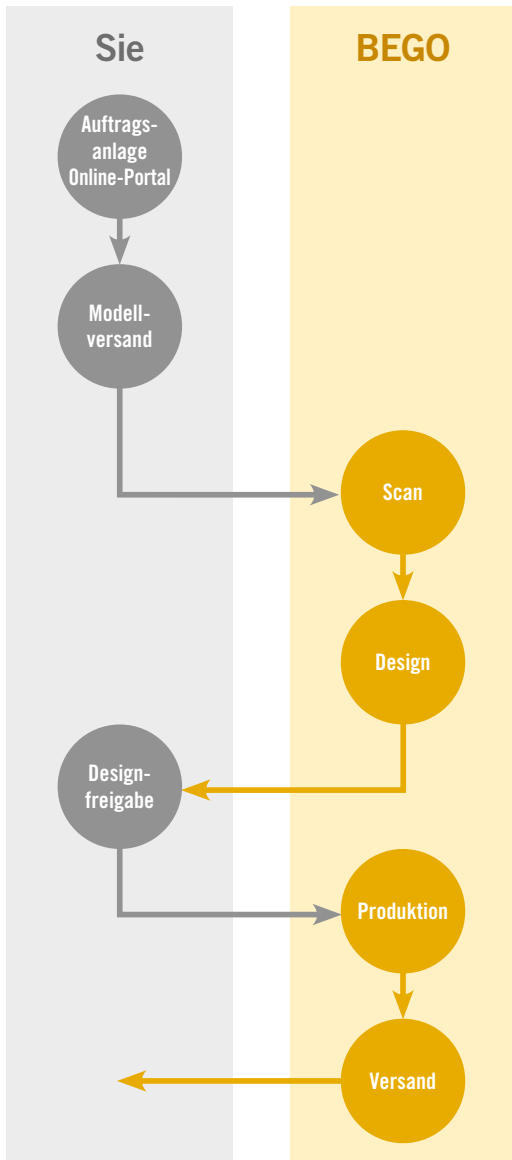 Sie
BEGO
Auftrags-
anlage
Online-Portal
Modell-
versand
Scan
Design
Design-
freigabe
Produktion
Versand